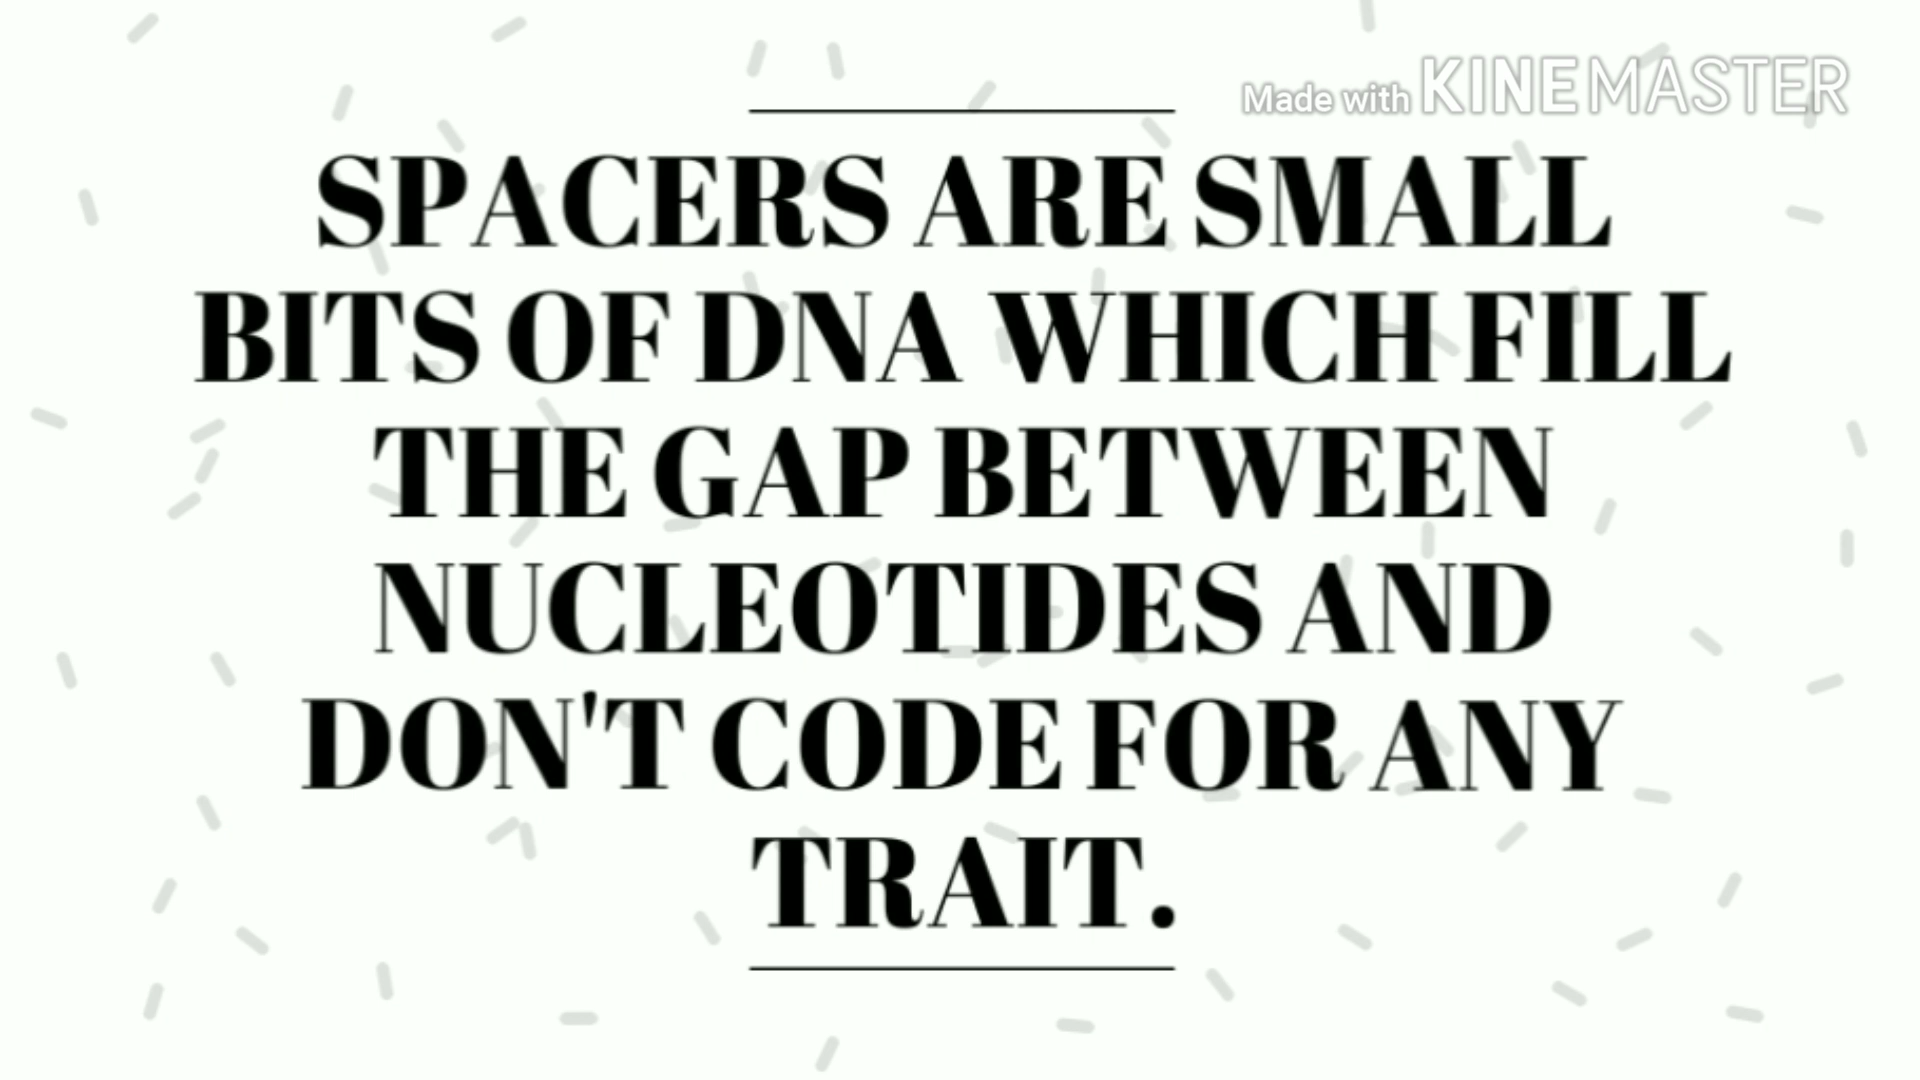 Made with KINEMASTER
SPACERS ARE SMALL
BITS OF DNA WHICH FILL
THE GAP BETWEEN
NUCLEOTIDES AND
DON'T CODE FOR ANY
TRAIT.